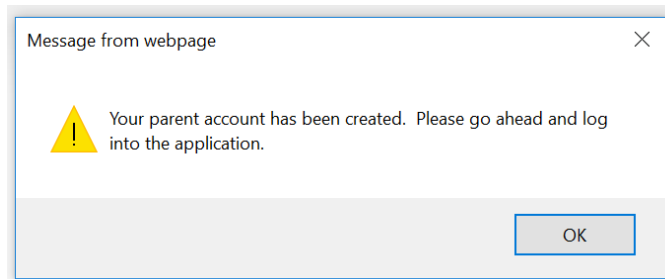 Message from webpage
Your parent account has been created.  Please go ahead and log
into the application.
OK